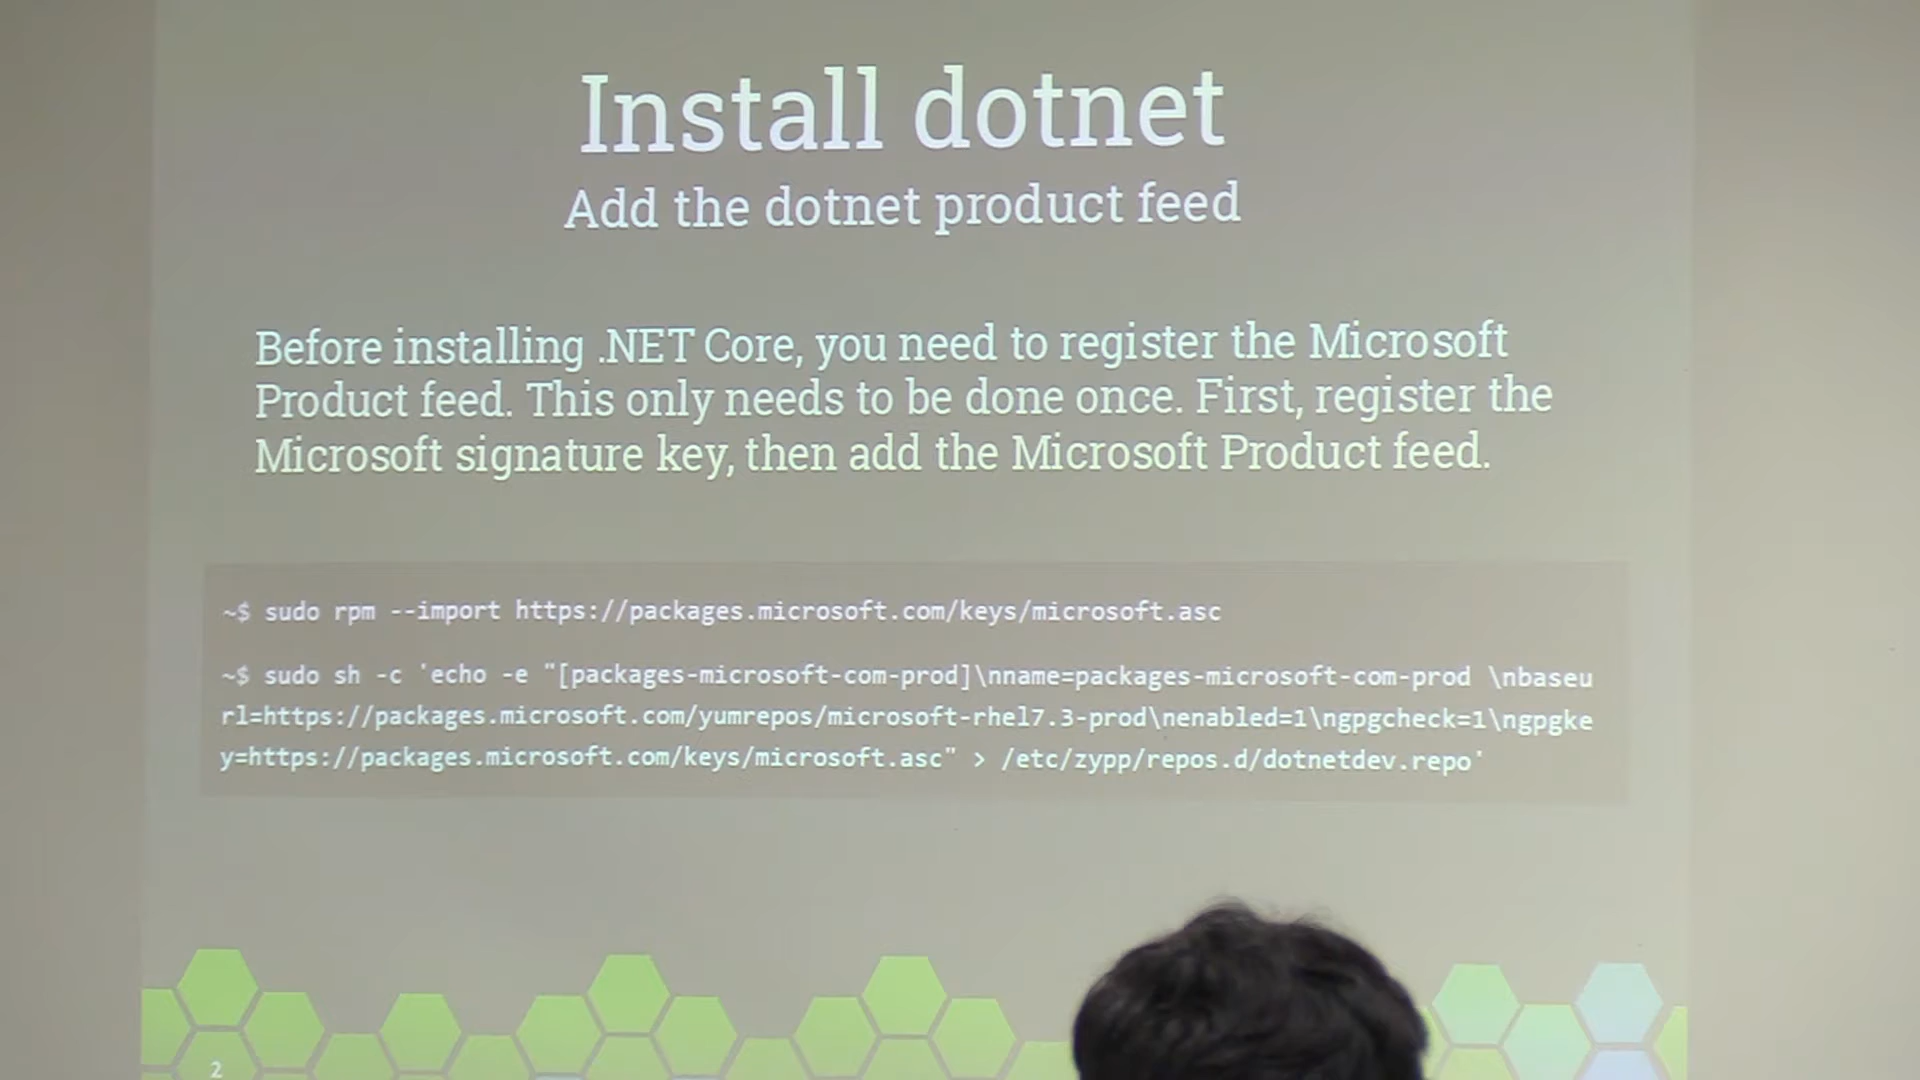 Install dotnet
Add the dotnet product feed
Before installing .NET Core, you need to register the Microsoft
Product feed. This only needs to be done once. First, register the
Microsoft signature key, then add the Microsoft Product feed.
~$ sudo rpm --import https://packages.microsoft.com/keys/microsoft.asc
~$ sudo sh -c 'echo -e "[packages-microsoft-com-prod]\nname=packages-microsoft-com-prod \nbaseu
rl=https://packages.microsoft.com/yumrepos/microsoft-rhel7.3-prod\nenabled=1\ngpgcheck=1\ngpgke
y=https://packages.microsoft.com/keys/microsoft.asc" > /etc/zypp/repos.d/dotnetdev.repo'
2